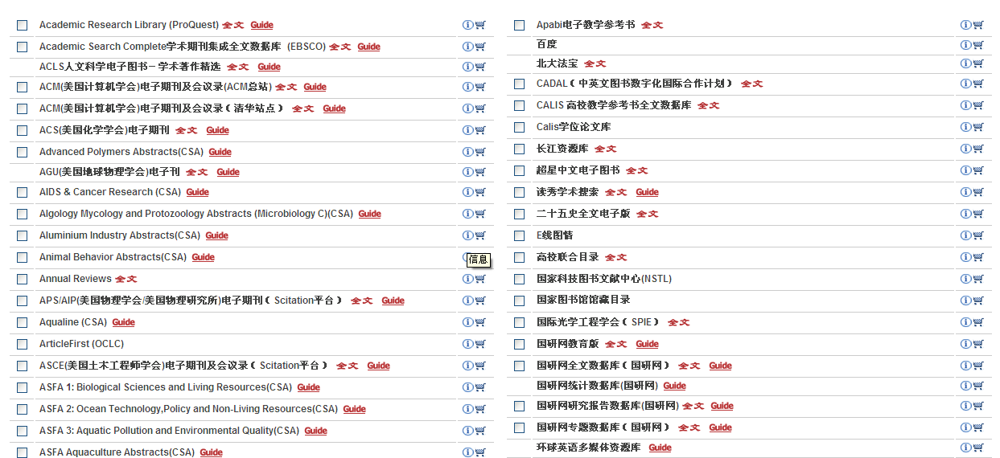 Academic Research Library (ProQuest) 全文 Guide
Academic Search Complete学术期刊集成全文数据库 (EBSCO) 全文 Guide
ACLS人文科学电子图书－学术著作精选 全文 Guide
ACM(美国计算机学会)电子期刊及会议录(ACM总站) 全文 Guide
ACM(美国计算机学会)电子期刊及会议录（清华站点） 全文 Guide
ACS(美国化学学会)电子期刊 全文 Guide
Advanced Polymers Abstracts(CSA) Guide
AGU(美国地球物理学会)电子刊 全文 Guide
AIDS & Cancer Research (CSA) Guide
Algology Mycology and Protozoology Abstracts (Microbiology C)(CSA) Guide
Aluminium Industry Abstracts(CSA) Guide
Animal Behavior Abstracts(CSA) Guide
信息
Annual Reviews 全文
APS/AIP(美国物理学会/美国物理研究所)电子期刊（Scitation平台） 全文 Guide
Aqualine (CSA) Guide
ArticleFirst (OCLC)
ASCE(美国土木工程师学会)电子期刊及会议录（Scitation平台） 全文 Guide
ASFA 1: Biological Sciences and Living Resources(CSA) Guide
ASFA 2: Ocean Technology,Policy and Non-Living Resources(CSA) Guide
ASFA 3: Aquatic Pollution and Environmental Quality(CSA) Guide
ASFA Aquaculture Abstracts(CSA) Guide
Apabi电子教学参考书 全文
百度
北大法宝 全文
CADAL（中英文图书数字化国际合作计划） 全文
CALIS 高校教学参考书全文数据库 全文
Calis学位论文库
长江资源库 全文
超星中文电子图书 全文
读秀学术搜索 全文 Guide
二十五史全文电子版 全文
E线图情
高校联合目录 全文
国家科技图书文献中心(NSTL)
国家图书馆馆藏目录
国际光学工程学会（SPIE） 全文
国研网教育版 全文 Guide
国研网全文数据库（国研网） 全文 Guide
国研网统计数据库(国研网) Guide
国研网研究报告数据库(国研网) 全文 Guide
国研网专题数据库（国研网） 全文 Guide
环球英语多媒体资源库 Guide